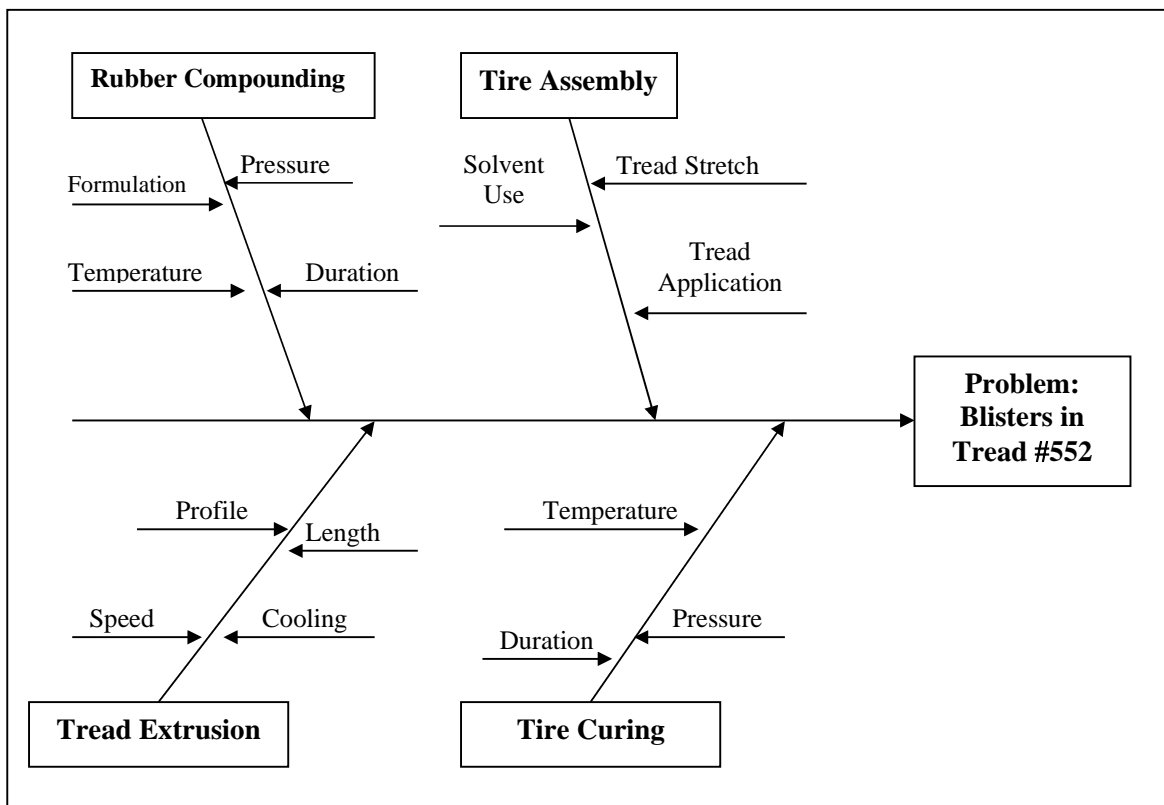 Rubber Compounding
Tire Assembly
Pressure
Formulation
Temperature
Duration
Solvent
Use
Tread Stretch
Tread
Application
Problem:
Blisters in
Tread #552
Profile
Length
Speed
Cooling
Temperature
Pressure
Duration
Tread Extrusion
Tire Curing